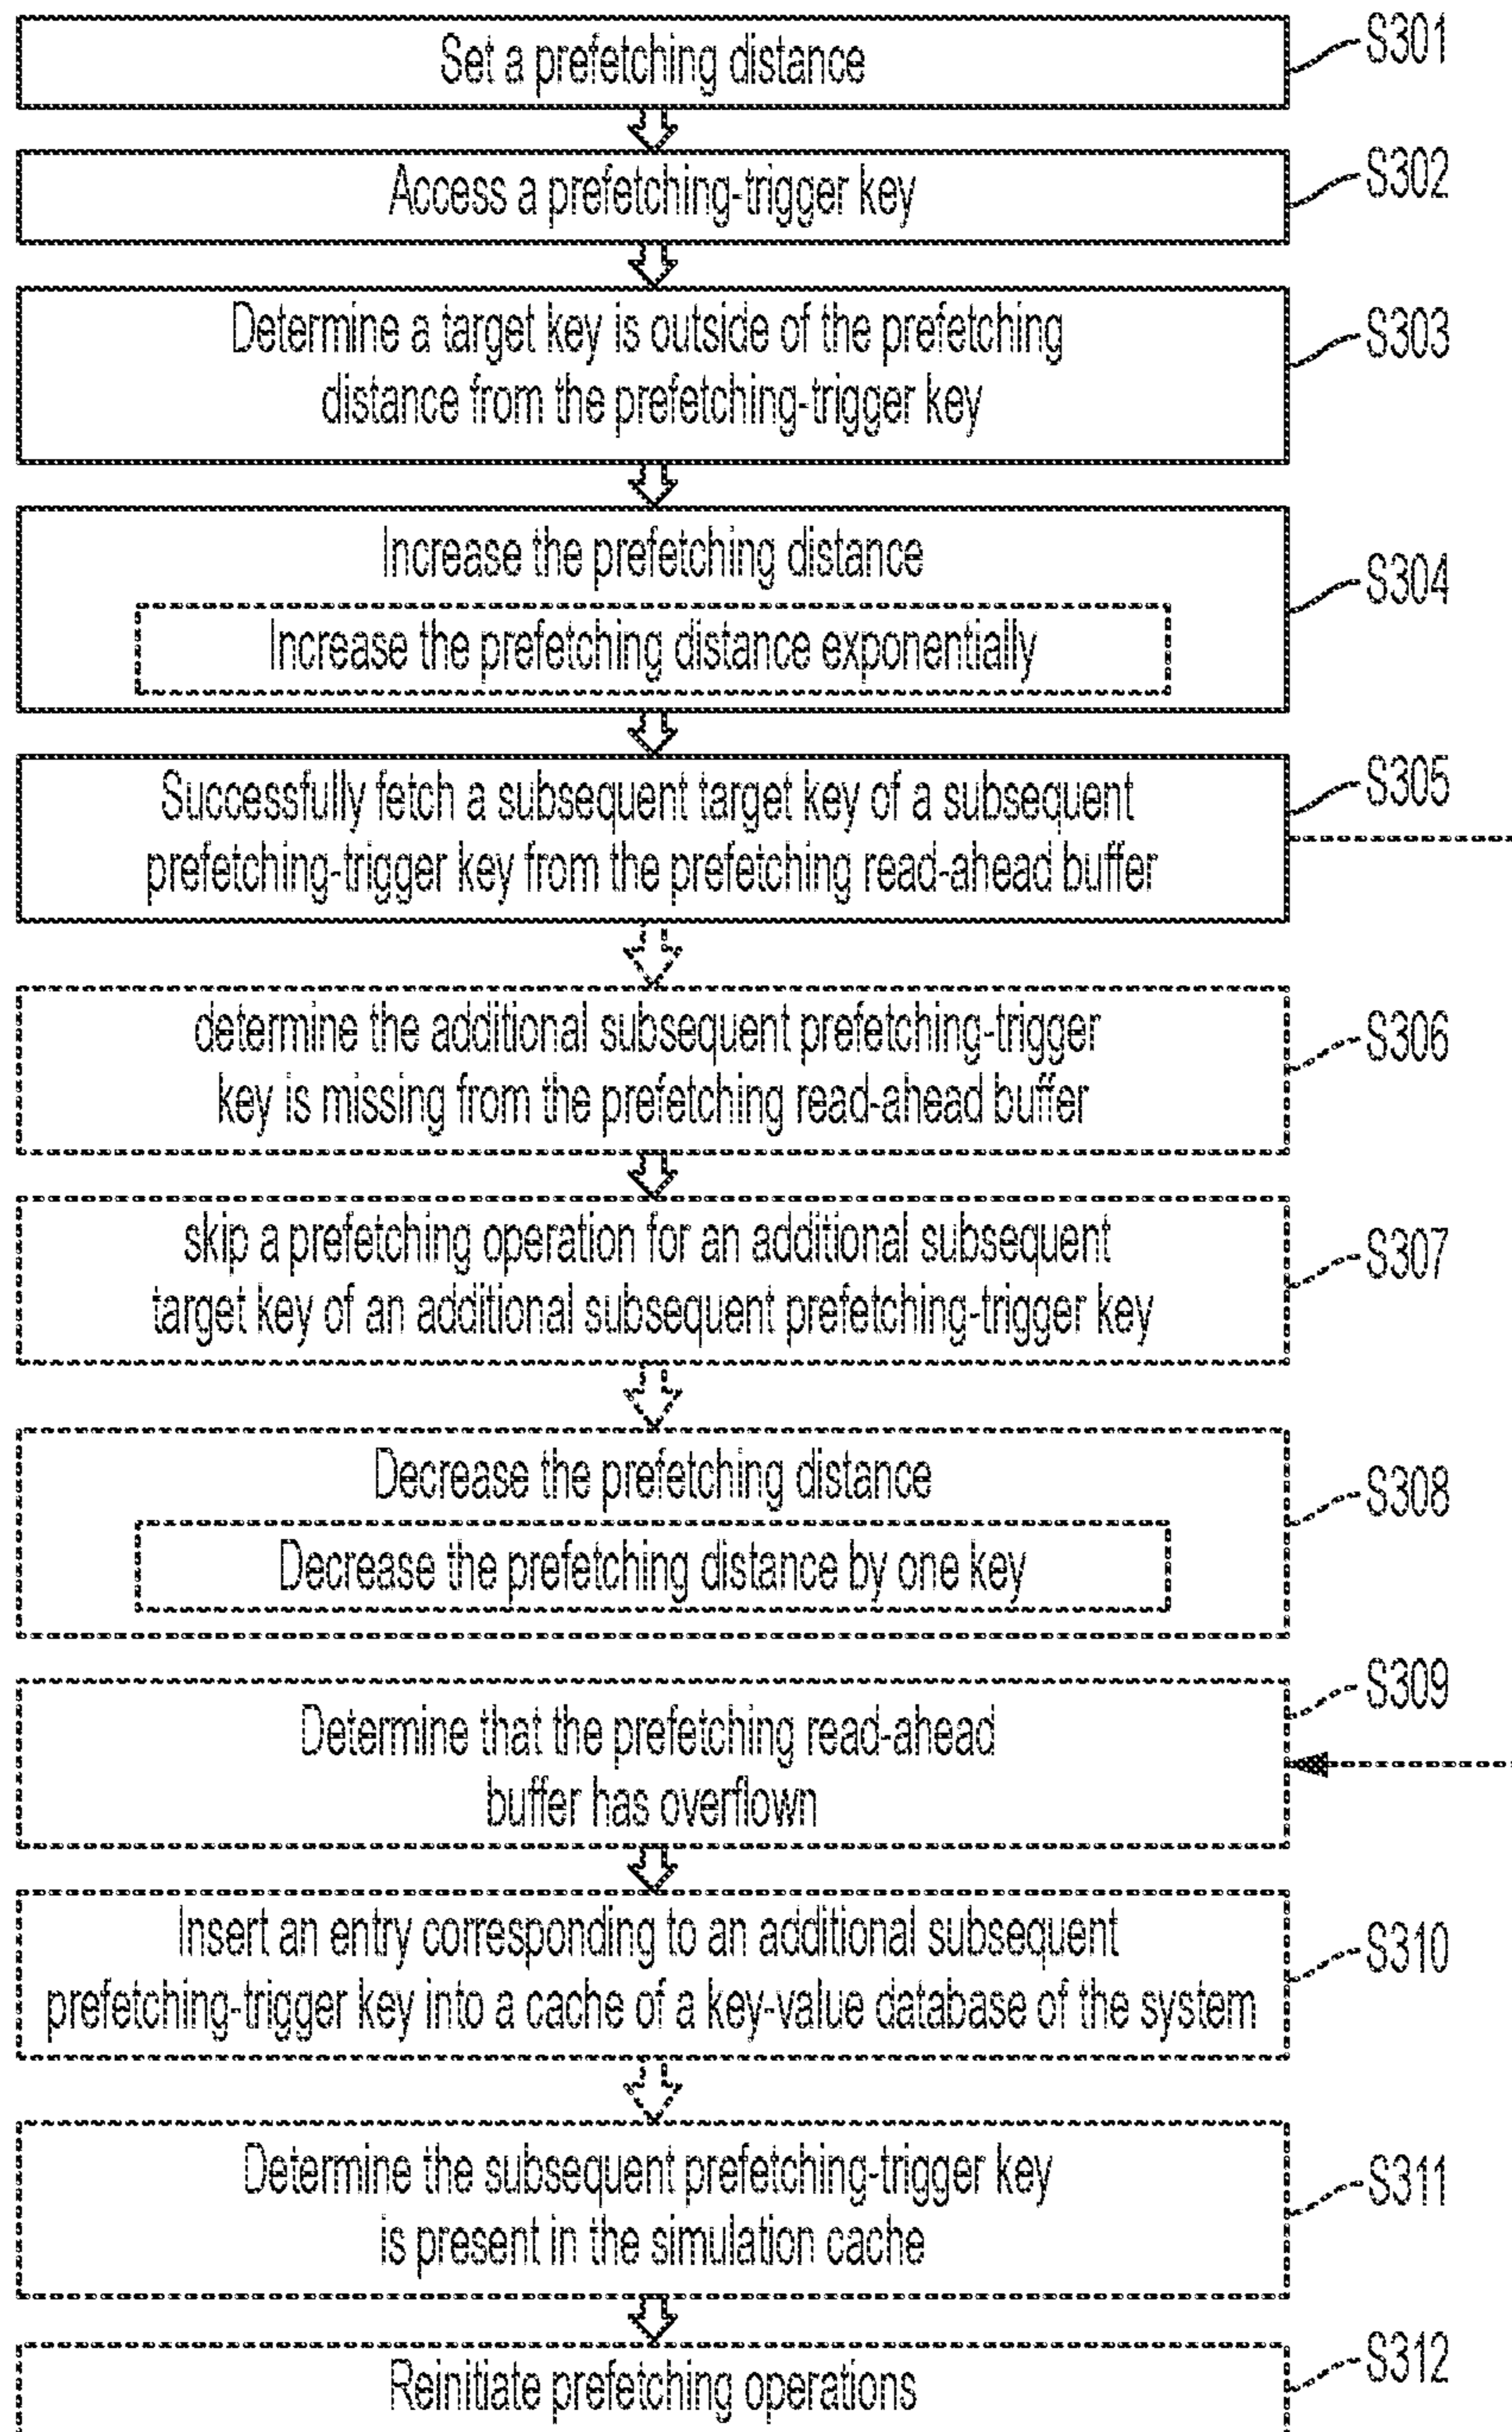 Set a prefetching distance
S301
Access a prefetching-trigger key
S302
Determine a target key is outside of the prefetching
distance from the prefetching-trigger key
S303
Increase the prefetching distance
Increase the prefetching distance exponentially
S304
Successfully fetch a subsequent target key of a subsequent
prefetching-trigger key from the prefetching read-ahead buffer
S305
determine the additional subsequent prefetching-trigger
key is missing from the prefetching read-ahead buffer
S306
skip a prefetching operation for an additional subsequent
target key of an additional subsequent prefetching-trigger key
S307
Decrease the prefetching distance
Decrease the prefetching distance by one key
S308
Determine that the prefetching read-ahead
buffer has overflown
S309
Insert an entry corresponding to an additional subsequent
prefetching-trigger key into a cache of a key-value database of the system
S310
Determine the subsequent prefetching-trigger key
is present in the simulation cache
S311
Reinitiate prefetching operations
S312